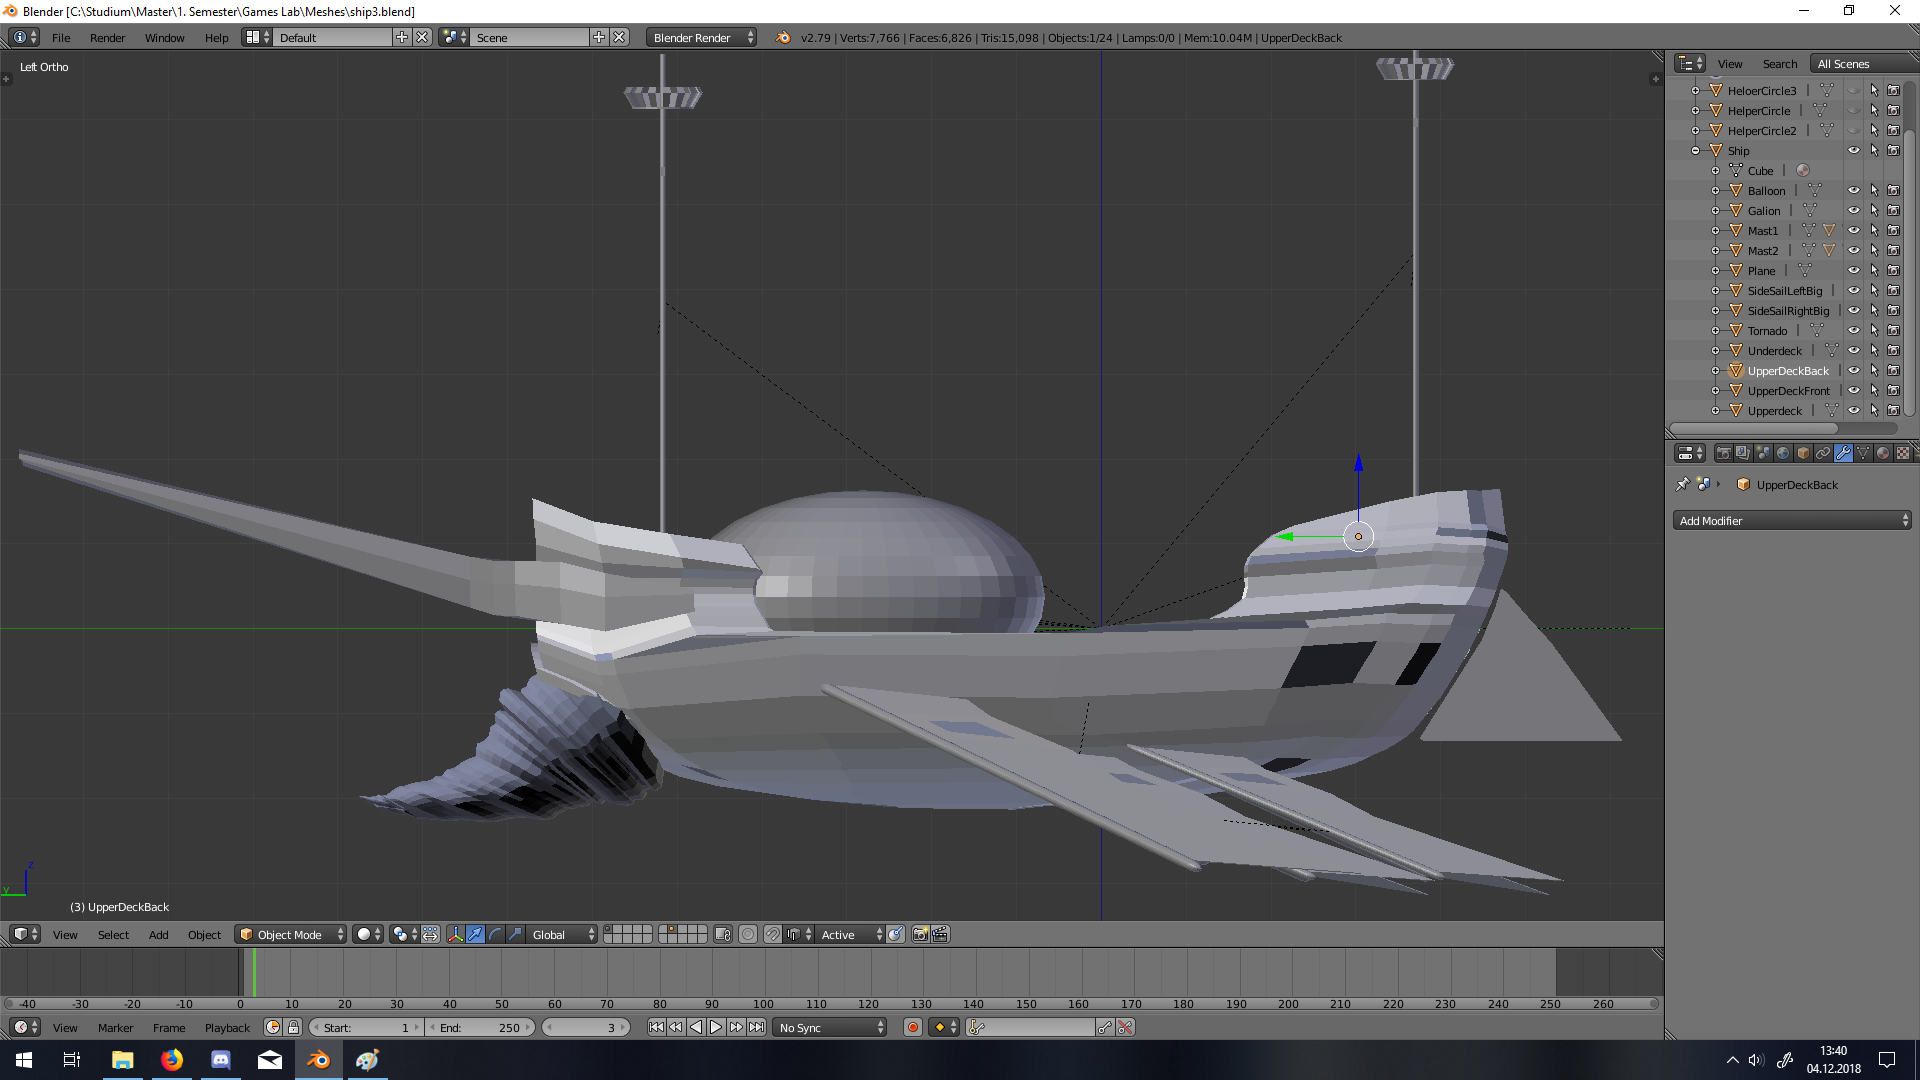 Blender [C:\Studium\Master\1. Semester\Games Lab\Meshes\ship3.blend]
File Render Window Help Default Scene Blender Render v2.79 | Verts:7,766 | Faces:6,826 | Tris:15,098 | Objects:1/24 | Lamps:0/0 | Mem:10.04M | UpperDeckBack
Left Ortho
View Search All Scenes
HeloerCircle3
HelperCircle
HelperCircle2
Ship
Cube
Balloon
Galion
Mast1
Mast2
Plane
SideSailLeftBig
SideSailRightBig
Tornado
Underdeck
UpperDeckBack
UpperDeckFront
Upperdeck
UpperDeckBack
Add Modifier
z
y
(3) UpperDeckBack
View Select Add Object Object Mode Global Active
-40 -30 -20 -10 0 10 20 30 40 50 60 70 80 90 100 110 120 130 140 150 160 170 180 190 200 210 220 230 240 250 260
View Marker Frame Playback Start: 1 End: 250 3 No Sync
13:40
04.12.2018